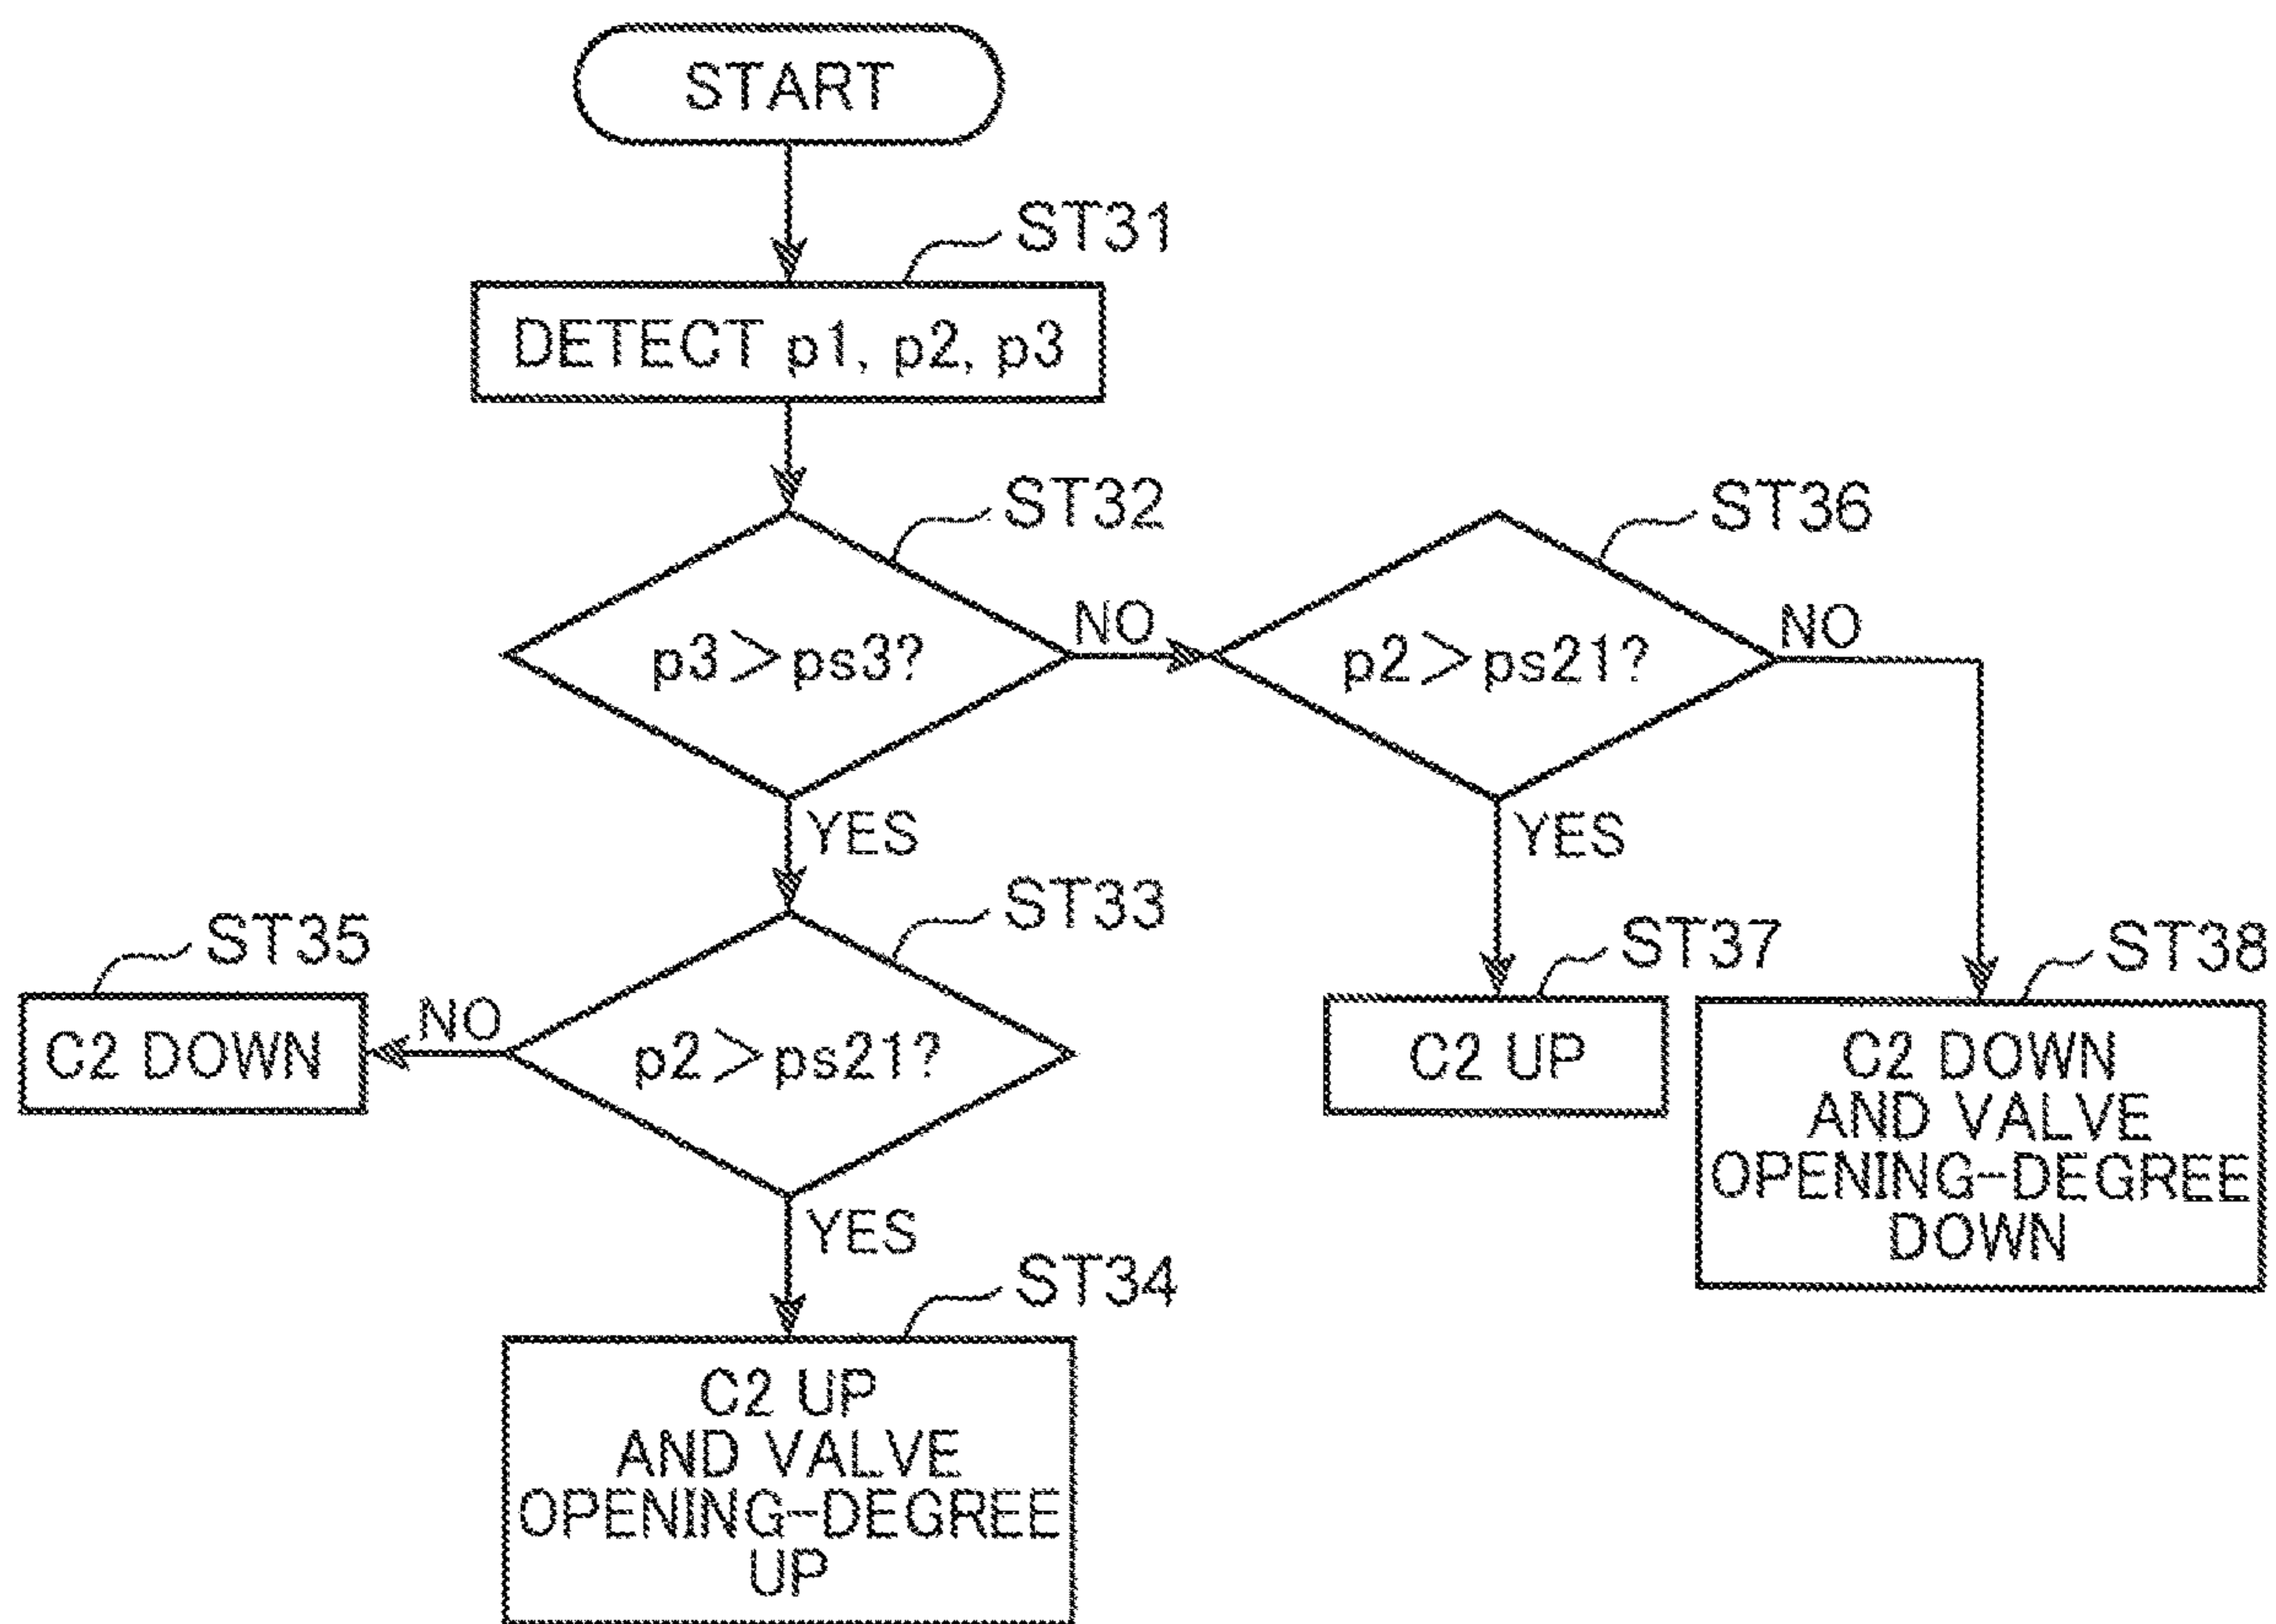 START
ST31
DETECT p1, p2, p3
ST32
p3＞ps3?
NO
YES
ST36
p2＞ps21?
NO
YES
ST33
p2＞ps21?
NO
YES
ST35
C2 DOWN
ST37
C2 UP
ST38
C2 DOWN
AND VALVE
OPENING-DEGREE
DOWN
ST34
C2 UP
AND VALVE
OPENING-DEGREE
UP